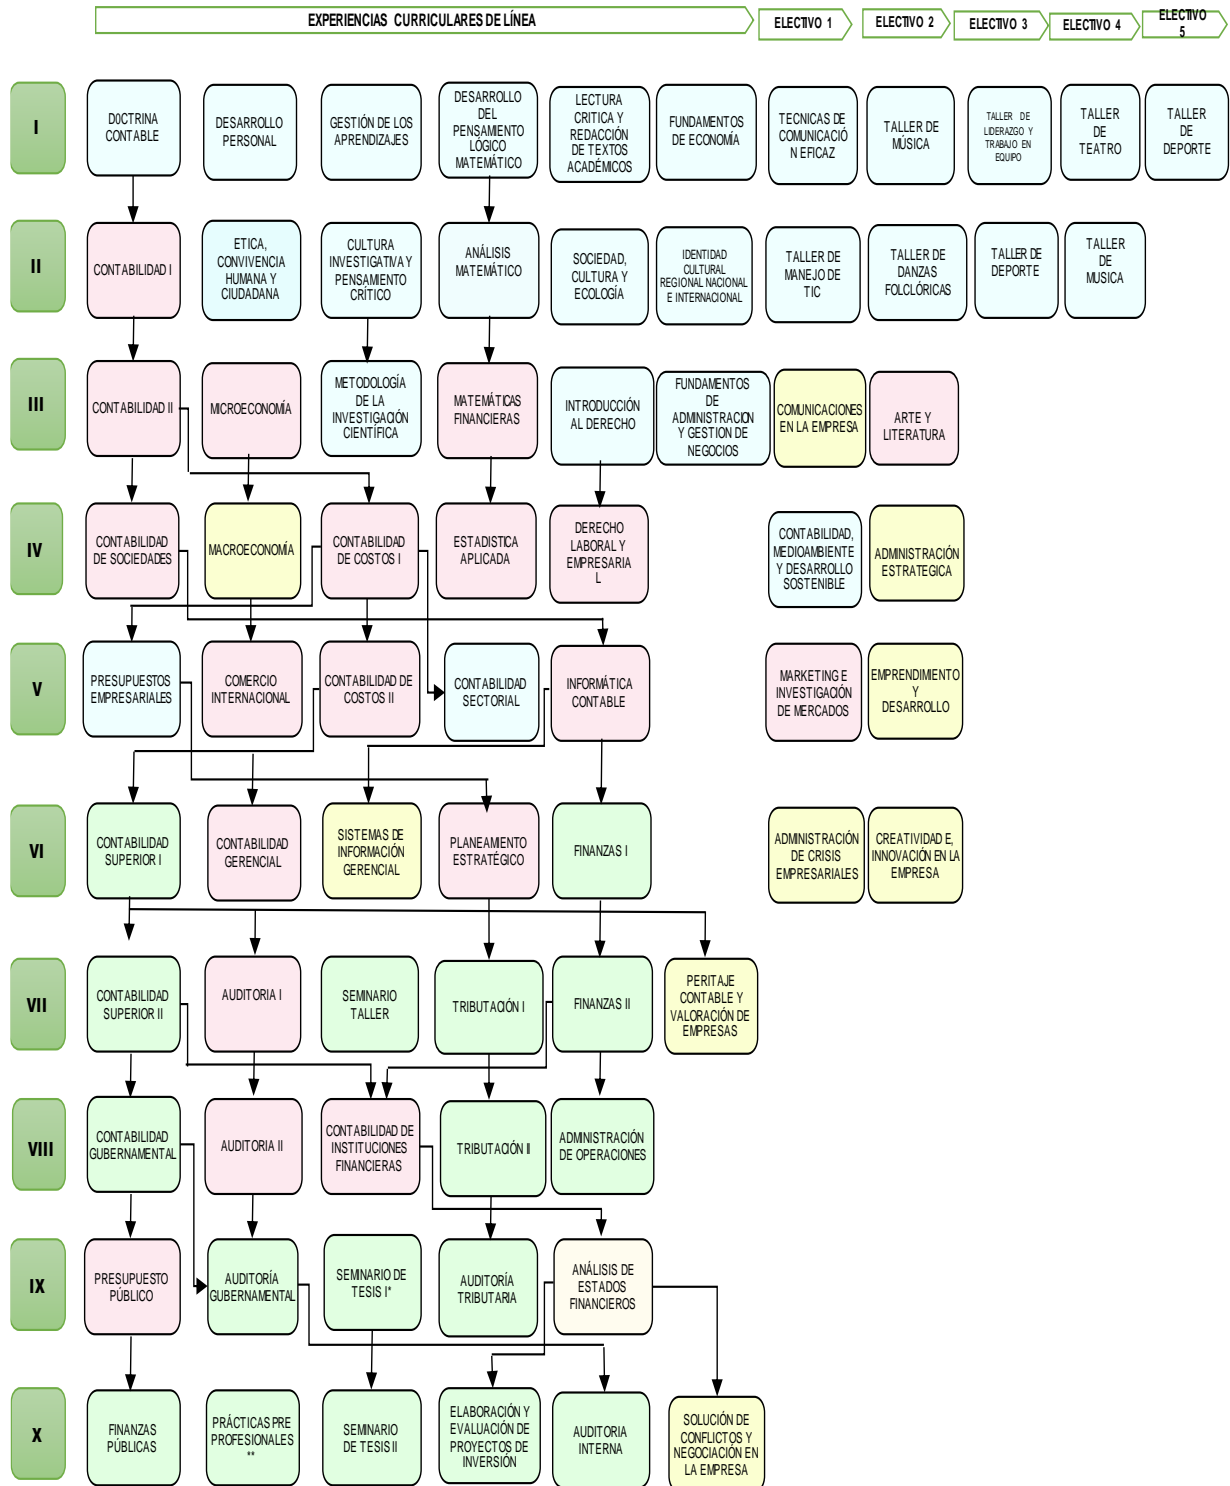 EXPERIENCIAS CURRICULARES DE LÍNEA
ELECTIVO 1
ELECTIVO 2
ELECTIVO 3
ELECTIVO 4
ELECTIVO
5
I
DOCTRINA
CONTABLE
DESARROLLO
PERSONAL
GESTIÓN DE LOS
APRENDIZAJES
DESARROLLO
DEL
PENSAMIENTO
LÓGICO
MATEMÁTICO
LECTURA
CRITICA Y
REDACCIÓN
DE TEXTOS
ACADÉMICOS
FUNDAMENTOS
DE ECONOMÍA
TECNICAS DE
COMUNICACIÓ
N EFICAZ
TALLER DE
MÚSICA
TALLER DE
LIDERAZGO Y
TRABAJO EN
EQUIPO
TALLER
DE
TEATRO
TALLER
DE
DEPORTE
II
CONTABILIDAD I
ETICA,
CONVIVENCIA
HUMANA Y
CIUDADANA
CULTURA
INVESTIGATIVA Y
PENSAMIENTO
CRÍTICO
ANÁLISIS
MATEMÁTICO
SOCIEDAD,
CULTURA Y
ECOLOGÍA
IDENTIDAD
CULTURAL
REGIONAL NACIONAL
E INTERNACIONAL
TALLER DE
MANEJO DE
TIC
TALLER DE
DANZAS
FOLCLÓRICAS
TALLER DE
DEPORTE
TALLER
DE
MUSICA
III
CONTABILIDAD II
MICROECONOMÍA
METODOLOGÍA
DE LA
INVESTIGACIÓN
CIENTÍFICA
MATEMÁTICAS
FINANCIERAS
INTRODUCCIÓN
AL DERECHO
FUNDAMENTOS
DE
ADMINISTRACION
Y GESTION DE
NEGOCIOS
COMUNICACIONES
EN LA EMPRESA
ARTE Y
LITERATURA
IV
CONTABILIDAD
DE SOCIEDADES
MACROECONOMÍA
CONTABILIDAD
DE COSTOS I
ESTADISTICA
APLICADA
DERECHO
LABORAL Y
EMPRESARIA
L
CONTABILIDAD,
MEDIOAMBIENTE
Y DESARROLLO
SOSTENIBLE
ADMINISTRACIÓN
ESTRATEGICA
V
PRESUPUESTOS
EMPRESARIALES
COMERCIO
INTERNACIONAL
CONTABILIDAD DE
COSTOS II
CONTABILIDAD
SECTORIAL
INFORMÁTICA
CONTABLE
MARKETING E
INVESTIGACIÓN
DE MERCADOS
EMPRENDIMIENTO
Y
DESARROLLO
VI
CONTABILIDAD
SUPERIOR I
CONTABILIDAD
GERENCIAL
SISTEMAS DE
INFORMACIÓN
GERENCIAL
PLANEAMIENTO
ESTRATÉGICO
FINANZAS I
ADMINISTRACIÓN
DE CRISIS
EMPRESARIALES
CREATIVIDAD E,
INNOVACIÓN EN LA
EMPRESA
VII
CONTABILIDAD
SUPERIOR II
AUDITORIA I
SEMINARIO
TALLER
TRIBUTACIÓN I
FINANZAS II
PERITAJE
CONTABLE Y
VALORACIÓN DE
EMPRESAS
VIII
CONTABILIDAD
GUBERNAMENTAL
AUDITORIA II
CONTABILIDAD DE
INSTITUCIONES
FINANCIERAS
TRIBUTACIÓN II
ADMINISTRACIÓN
DE OPERACIONES
IX
PRESUPUESTO
PÚBLICO
AUDITORÍA
GUBERNAMENTAL
SEMINARIO DE
TESIS I*
AUDITORÍA
TRIBUTARIA
ANÁLISIS DE
ESTADOS
FINANCIEROS
X
FINANZAS
PÚBLICAS
PRÁCTICAS PRE
PROFESIONALES
**
SEMINARIO
DE TESIS II
ELABORACIÓN Y
EVALUACIÓN DE
PROYECTOS DE
INVERSIÓN
AUDITORIA
INTERNA
SOLUCIÓN DE
CONFLICTOS Y
NEGOCIACIÓN EN
LA EMPRESA